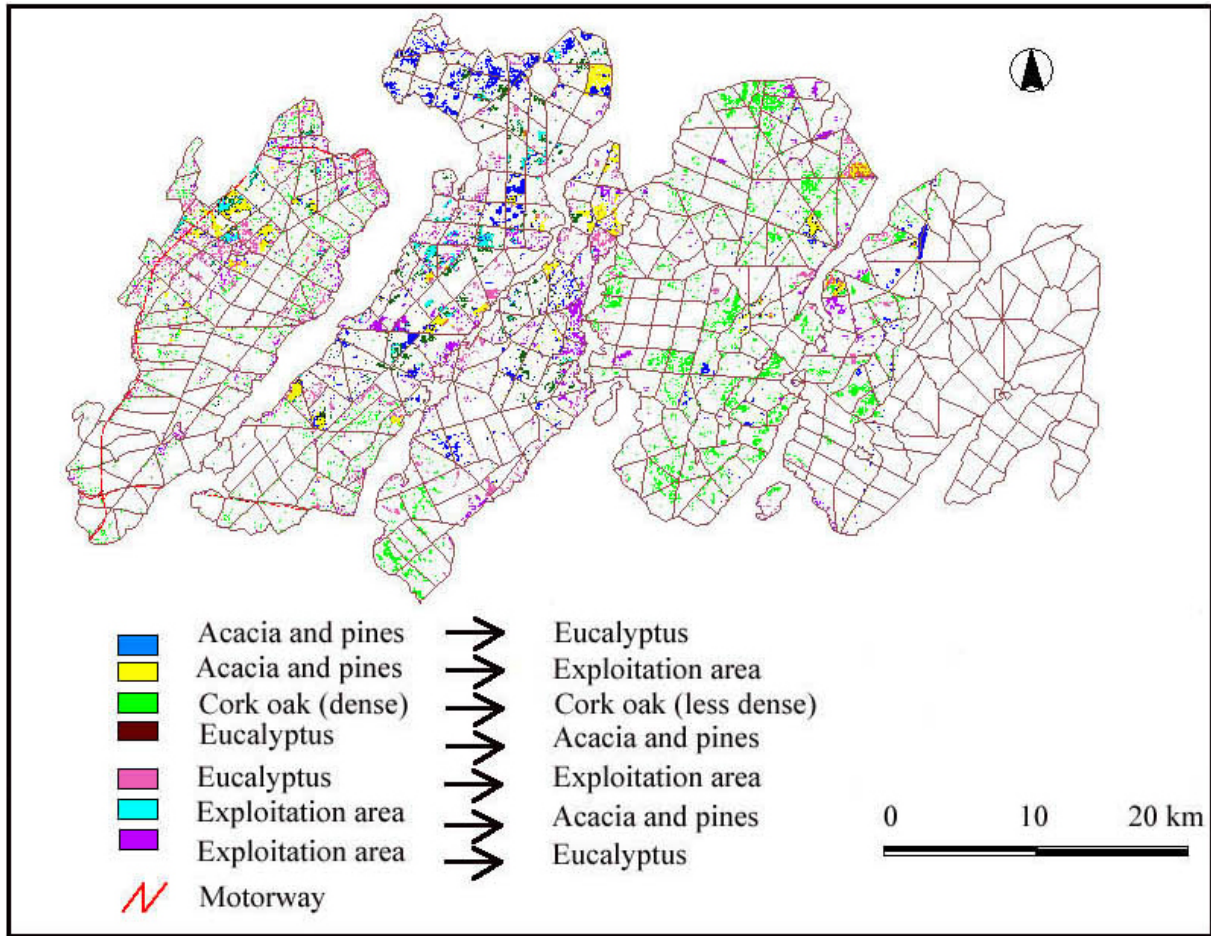 Acacia and pines Eucalyptus
Acacia and pines Exploitation area
Cork oak (dense) Cork oak (less dense)
Eucalyptus Acacia and pines
Eucalyptus Exploitation area
Exploitation area Acacia and pines
Exploitation area Eucalyptus
Motorway
0 10 20 km